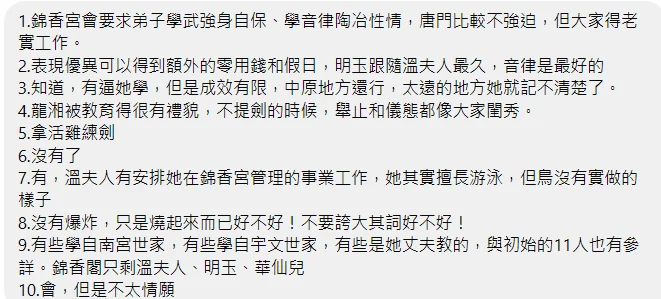 1.錦香宮會要求弟子學武強身自保、學音律陶冶性情，唐門比較不強迫，但大家得老
實工作。
2.表現優異可以得到額外的零用錢和假日，明玉跟隨溫夫人最久，音律是最好的
3.知道，有逼她學，但是成效有限，中原地方還行，太遠的地方她就記不清楚了。
4.龍湘被教育得很有禮貌，不提劍的時候，舉止和儀態都像大家閨秀。
5.拿活雞練劍
6.沒有了
7.有，溫夫人有安排她在錦香宮管理的事業工作，她其實擅長游泳，但鳥沒有實做的
樣子
8.沒有爆炸，只是燒起來而已好不好！不要誇大其詞好不好！
9.有些學自南宮世家，有些學自宇文世家，有些是她丈夫教的，與初始的11人也有參
詳。錦香閣只剩溫夫人、明玉、華仙兒
10.會，但是不太情願